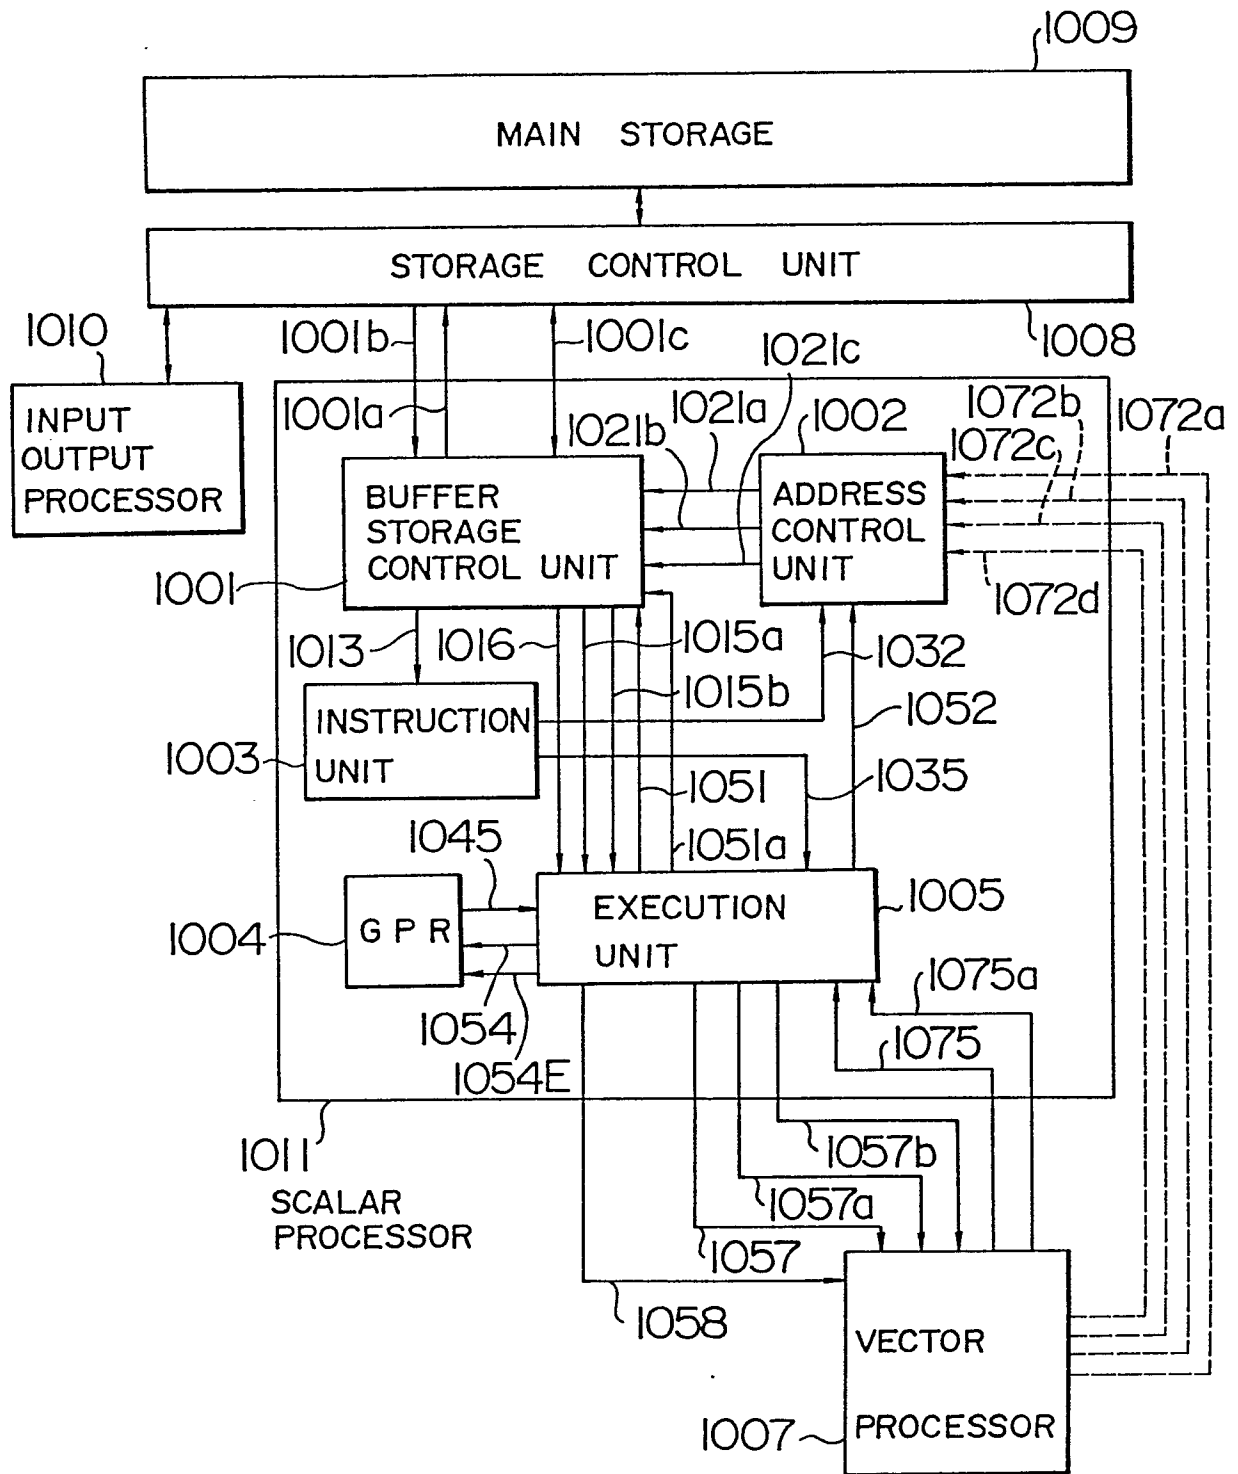 1009
MAIN STORAGE
STORAGE CONTROL UNIT
1010
1001b
1001c
1021c
1008
INPUT
OUTPUT
PROCESSOR
1001a
1021b
1021a
1002
1072c
1072b
1072a
BUFFER
STORAGE
CONTROL UNIT
ADDRESS
CONTROL
UNIT
1001
1072d
1013
1016
1015a
1032
1015b
1052
INSTRUCTION
UNIT
1003
1051
1035
1045
1051a
GPR
1004
EXECUTION
UNIT
1005
1054
1054E
1075a
1075
1011
SCALAR
PROCESSOR
1057b
1057a
1057
1058
VECTOR
PROCESSOR
1007